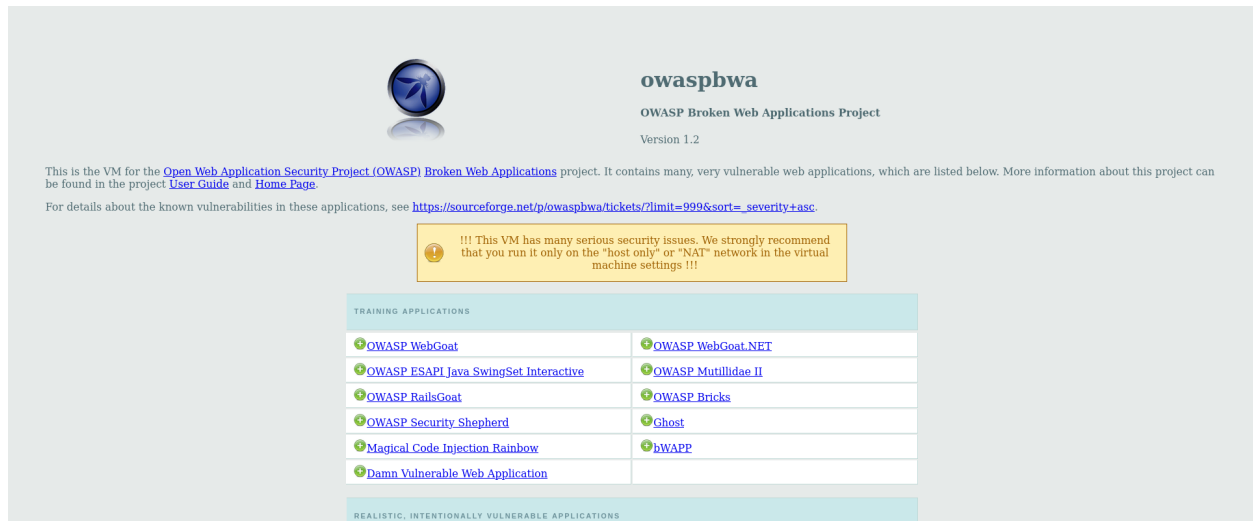 owaspbwa
OWASP Broken Web Applications Project
Version 1.2
This is the VM for the Open Web Application Security Project (OWASP) Broken Web Applications project. It contains many, very vulnerable web applications, which are listed below. More information about this project can
be found in the project User Guide and Home Page.
For details about the known vulnerabilities in these applications, see https://sourceforge.net/p/owaspbwa/tickets/?limit=999&sort=_severity+asc.
!!! This VM has many serious security issues. We strongly recommend
that you run it only on the "host only" or "NAT" network in the virtual
machine settings !!!
TRAINING APPLICATIONS
OWASP WebGoat
OWASP WebGoat.NET
OWASP ESAPI Java SwingSet Interactive
OWASP Mutillidae II
OWASP RailsGoat
OWASP Bricks
OWASP Security Shepherd
Ghost
Magical Code Injection Rainbow
bWAPP
Damn Vulnerable Web Application
REALISTIC, INTENTIONALLY VULNERABLE APPLICATIONS